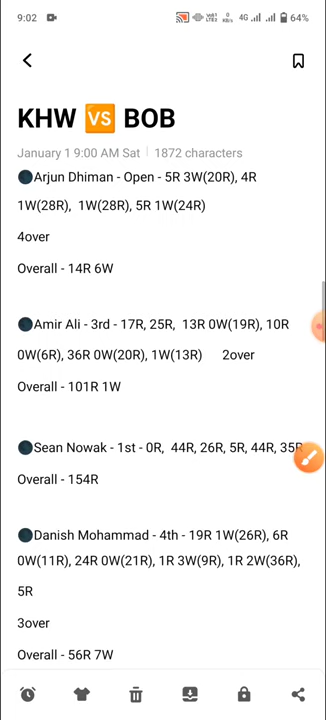 9:02
4G
64%
KHW VS BOB
January 1 9:00 AM Sat | 1872 characters
Arjun Dhiman - Open - 5R 3W(20R), 4R
1W(28R), 1W(28R), 5R 1W(24R)
4over
Overall - 14R 6W
Amir Ali - 3rd - 17R, 25R, 13R 0W(19R), 10R
0W(6R), 36R 0W(20R), 1W(13R) 2over
Overall - 101R 1W
Sean Nowak - 1st - 0R, 44R, 26R, 5R, 44R, 35R
Overall - 154R
Danish Mohammad - 4th - 19R 1W(26R), 6R
0W(11R), 24R 0W(21R), 1R 3W(9R), 1R 2W(36R),
5R
3over
Overall - 56R 7W